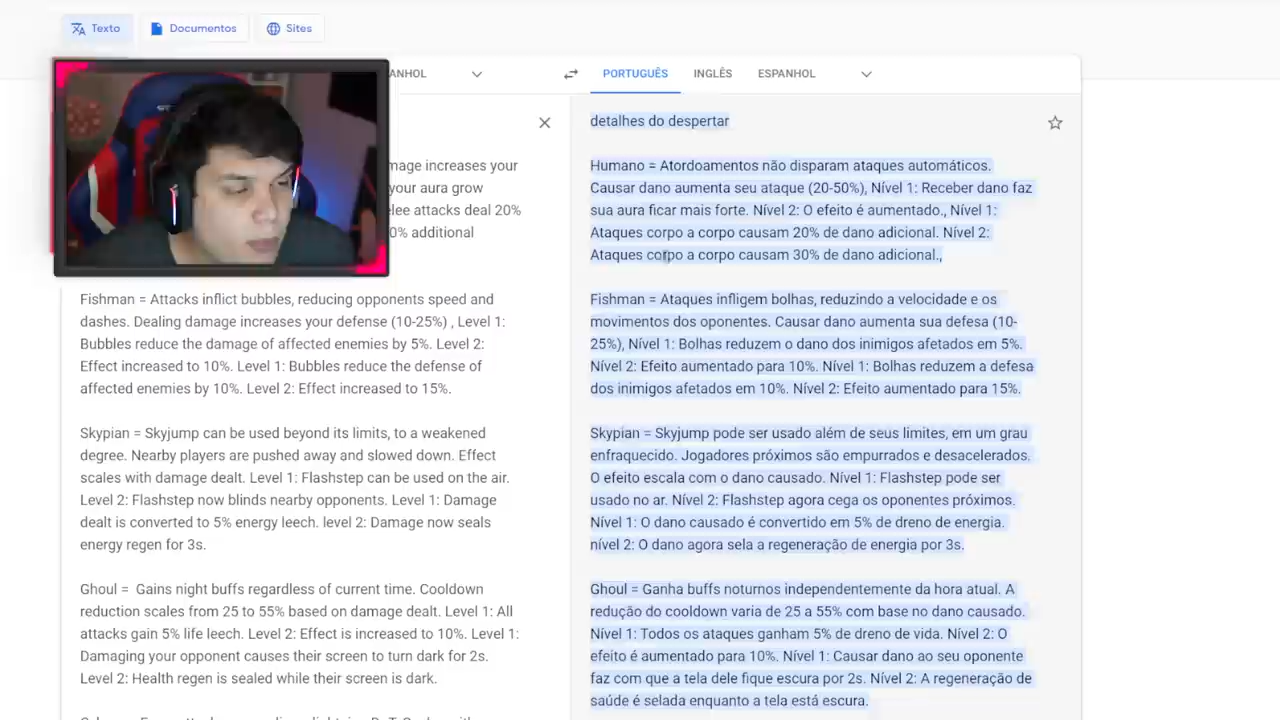 Texto
Documentos
Sites
ANHOL
PORTUGUÊS
INGLÊS
ESPANHOL
mage increases your
your aura grow
elee attacks deal 20%
0% additional
Fishman = Attacks inflict bubbles, reducing opponents speed and
dashes. Dealing damage increases your defense (10-25%) , Level 1:
Bubbles reduce the damage of affected enemies by 5%. Level 2:
Effect increased to 10%. Level 1: Bubbles reduce the defense of
affected enemies by 10%. Level 2: Effect increased to 15%.
Skypian = Skyjump can be used beyond its limits, to a weakened
degree. Nearby players are pushed away and slowed down. Effect
scales with damage dealt. Level 1: Flashstep can be used on the air.
Level 2: Flashstep now blinds nearby opponents. Level 1: Damage
dealt is converted to 5% energy leech. level 2: Damage now seals
energy regen for 3s.
Ghoul =  Gains night buffs regardless of current time. Cooldown
reduction scales from 25 to 55% based on damage dealt. Level 1: All
attacks gain 5% life leech. Level 2: Effect is increased to 10%. Level 1:
Damaging your opponent causes their screen to turn dark for 2s.
Level 2: Health regen is sealed while their screen is dark.
detalhes do despertar
Humano = Atordoamentos não disparam ataques automáticos.
Causar dano aumenta seu ataque (20-50%), Nível 1: Receber dano faz
sua aura ficar mais forte. Nível 2: O efeito é aumentado., Nível 1:
Ataques corpo a corpo causam 20% de dano adicional. Nível 2:
Ataques corpo a corpo causam 30% de dano adicional.,
Fishman = Ataques infligem bolhas, reduzindo a velocidade e os
movimentos dos oponentes. Causar dano aumenta sua defesa (10-
25%), Nível 1: Bolhas reduzem o dano dos inimigos afetados em 5%.
Nível 2: Efeito aumentado para 10%. Nível 1: Bolhas reduzem a defesa
dos inimigos afetados em 10%. Nível 2: Efeito aumentado para 15%.
Skypian = Skyjump pode ser usado além de seus limites, em um grau
enfraquecido. Jogadores próximos são empurrados e desacelerados.
O efeito escala com o dano causado. Nível 1: Flashstep pode ser
usado no ar. Nível 2: Flashstep agora cega os oponentes próximos.
Nível 1: O dano causado é convertido em 5% de dreno de energia.
nível 2: O dano agora sela a regeneração de energia por 3s.
Ghoul = Ganha buffs noturnos independentemente da hora atual. A
redução do cooldown varia de 25 a 55% com base no dano causado.
Nível 1: Todos os ataques ganham 5% de dreno de vida. Nível 2: O
efeito é aumentado para 10%. Nível 1: Causar dano ao seu oponente
faz com que a tela dele fique escura por 2s. Nível 2: A regeneração de
saúde é selada enquanto a tela está escura.